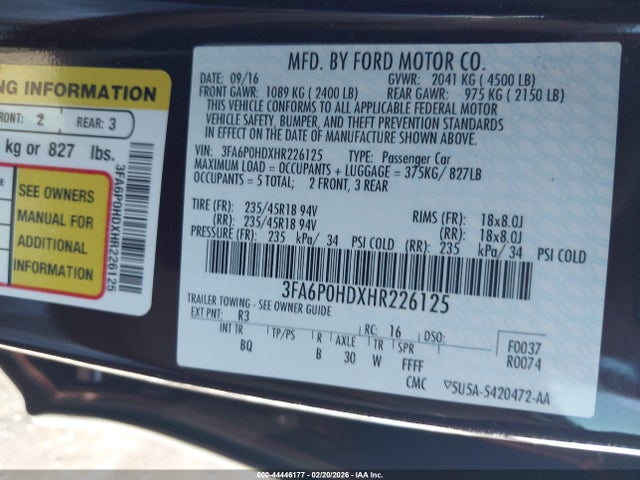 NG INFORMATION
FRONT: 2 REAR: 3
kg or 827 lbs.
SEE OWNERS
MANUAL FOR
ADDITIONAL
INFORMATION
3FA6P0HDXHR226125
MFD. BY FORD MOTOR CO.
DATE: 09/16 GVWR: 2041 KG (4500 LB)
FRONT GAWR: 1089 KG (2400 LB) REAR GAWR: 975 KG (2150 LB)
THIS VEHICLE CONFORMS TO ALL APPLICABLE FEDERAL MOTOR
VEHICLE SAFETY, BUMPER, AND THEFT PREVENTION STANDARDS
IN EFFECT ON THE DATE OF MANUFACTURE SHOWN ABOVE.
VIN: 3FA6P0HDXHR226125 TYPE: Passenger Car
MAXIMUM LOAD = OCCUPANTS + LUGGAGE = 375KG/ 827LB
OCCUPANTS = 5 TOTAL: 2 FRONT, 3 REAR
TIRE (FR): 235/45R18 94V RIMS (FR): 18x8.0J
(RR): 235/45R18 94V (RR): 18x8.0J
PRESSURE (FR): 235 kPa/ 34 PSI COLD (RR): 235 kPa/ 34 PSI COLD
3FA6P0HDXHR226125
TRAILER TOWING - SEE OWNER GUIDE
EXT PNT: R3 RC: 16 DSO: F0037
INT TR TP/PS R AXLE TR SPR R0074
BQ B 30 W FFFF
CMC ▽5U5A-5420472-AA
000-44446177 - 02/20/2026 - IAA Inc.